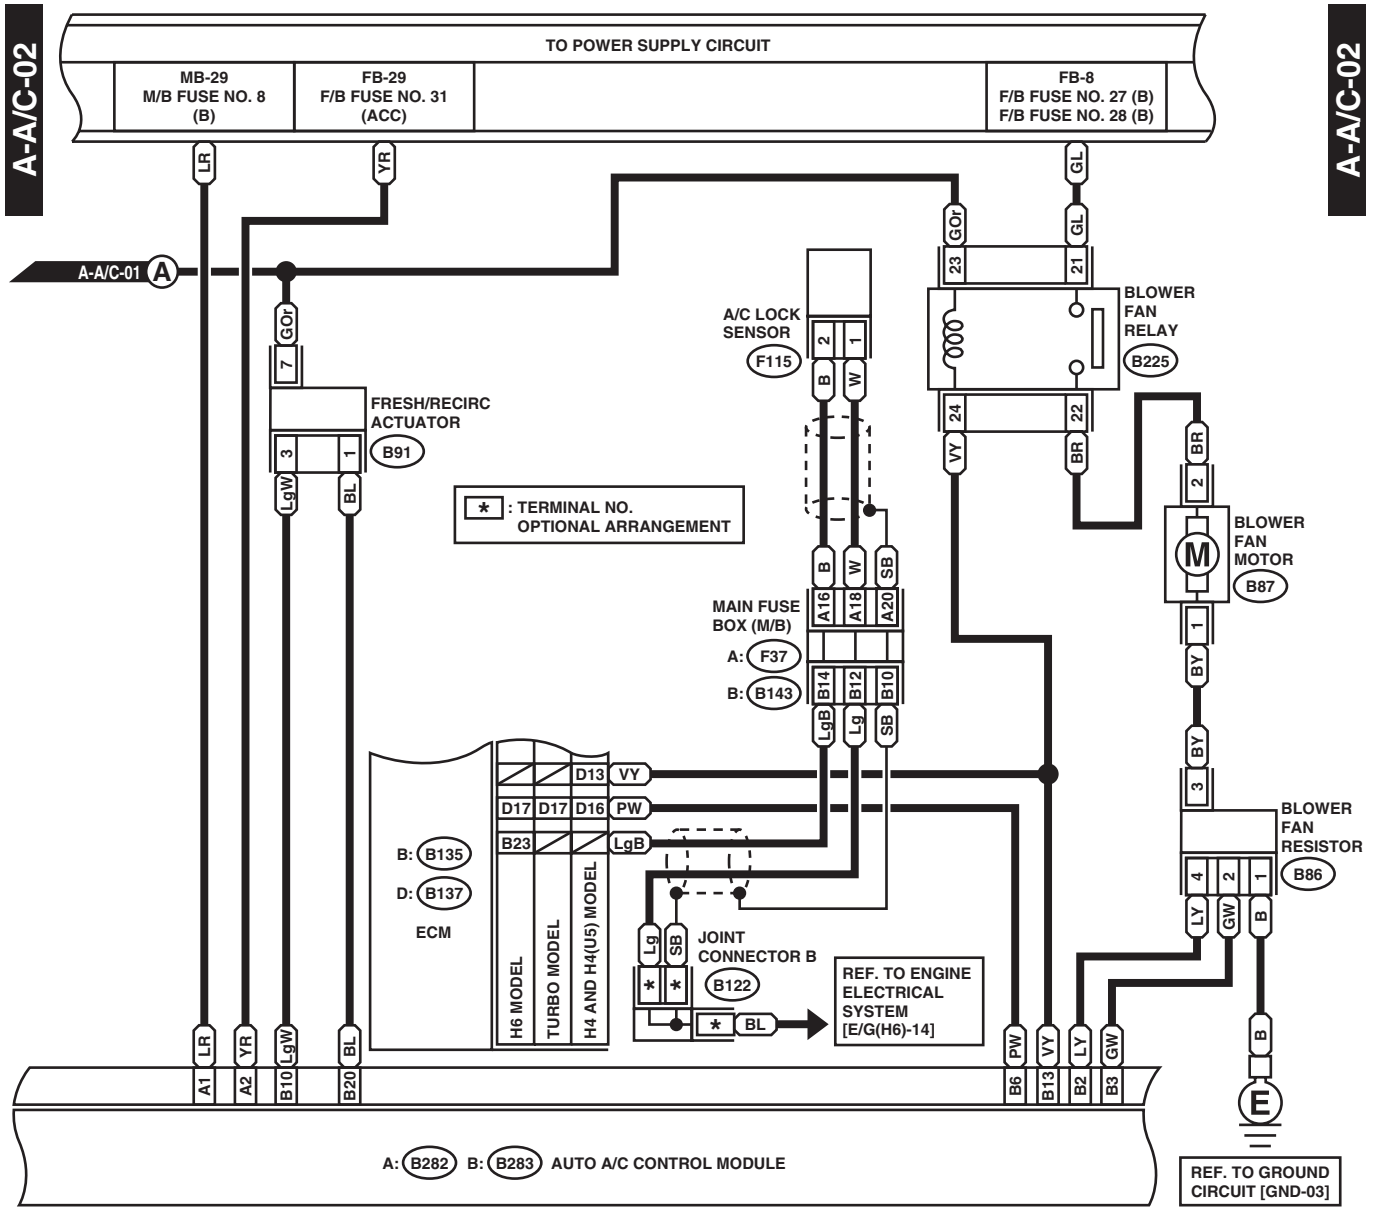 A-A/C-02
A-A/C-02
TO POWER SUPPLY CIRCUIT
MB-29
M/B FUSE NO. 8
(B)
FB-29
F/B FUSE NO. 31
(ACC)
FB-8
F/B FUSE NO. 27 (B)
F/B FUSE NO. 28 (B)
LR
YR
GL
GOr
GL
23
21
A-A/C-01
A
GOr
7
FRESH/RECIRC
ACTUATOR
B91
3
1
LgW
BL
A/C LOCK
SENSOR
F115
2
1
B
W
BLOWER
FAN
RELAY
B225
24
22
VY
BR
BR
2
*
: TERMINAL NO.
OPTIONAL ARRANGEMENT
M
BLOWER
FAN
MOTOR
B87
1
BY
BY
3
B
W
SB
A16
A18
A20
MAIN FUSE
BOX (M/B)
A:
F37
B:
B143
B14
B12
B10
LgB
Lg
SB
D13
VY
D17
D17
D16
PW
B23
LgB
B:
B135
D:
B137
ECM
H6 MODEL
TURBO MODEL
H4 AND H4(U5) MODEL
BLOWER
FAN
RESISTOR
B86
4
2
1
LY
GW
B
Lg
SB
JOINT
CONNECTOR B
B122
*
*
*
BL
REF. TO ENGINE
ELECTRICAL
SYSTEM
[E/G(H6)-14]
LR
YR
LgW
BL
PW
VY
LY
GW
B
A1
A2
B10
B20
B6
B13
B2
B3
E
A:
B282
B:
B283
AUTO A/C CONTROL MODULE
REF. TO GROUND
CIRCUIT [GND-03]